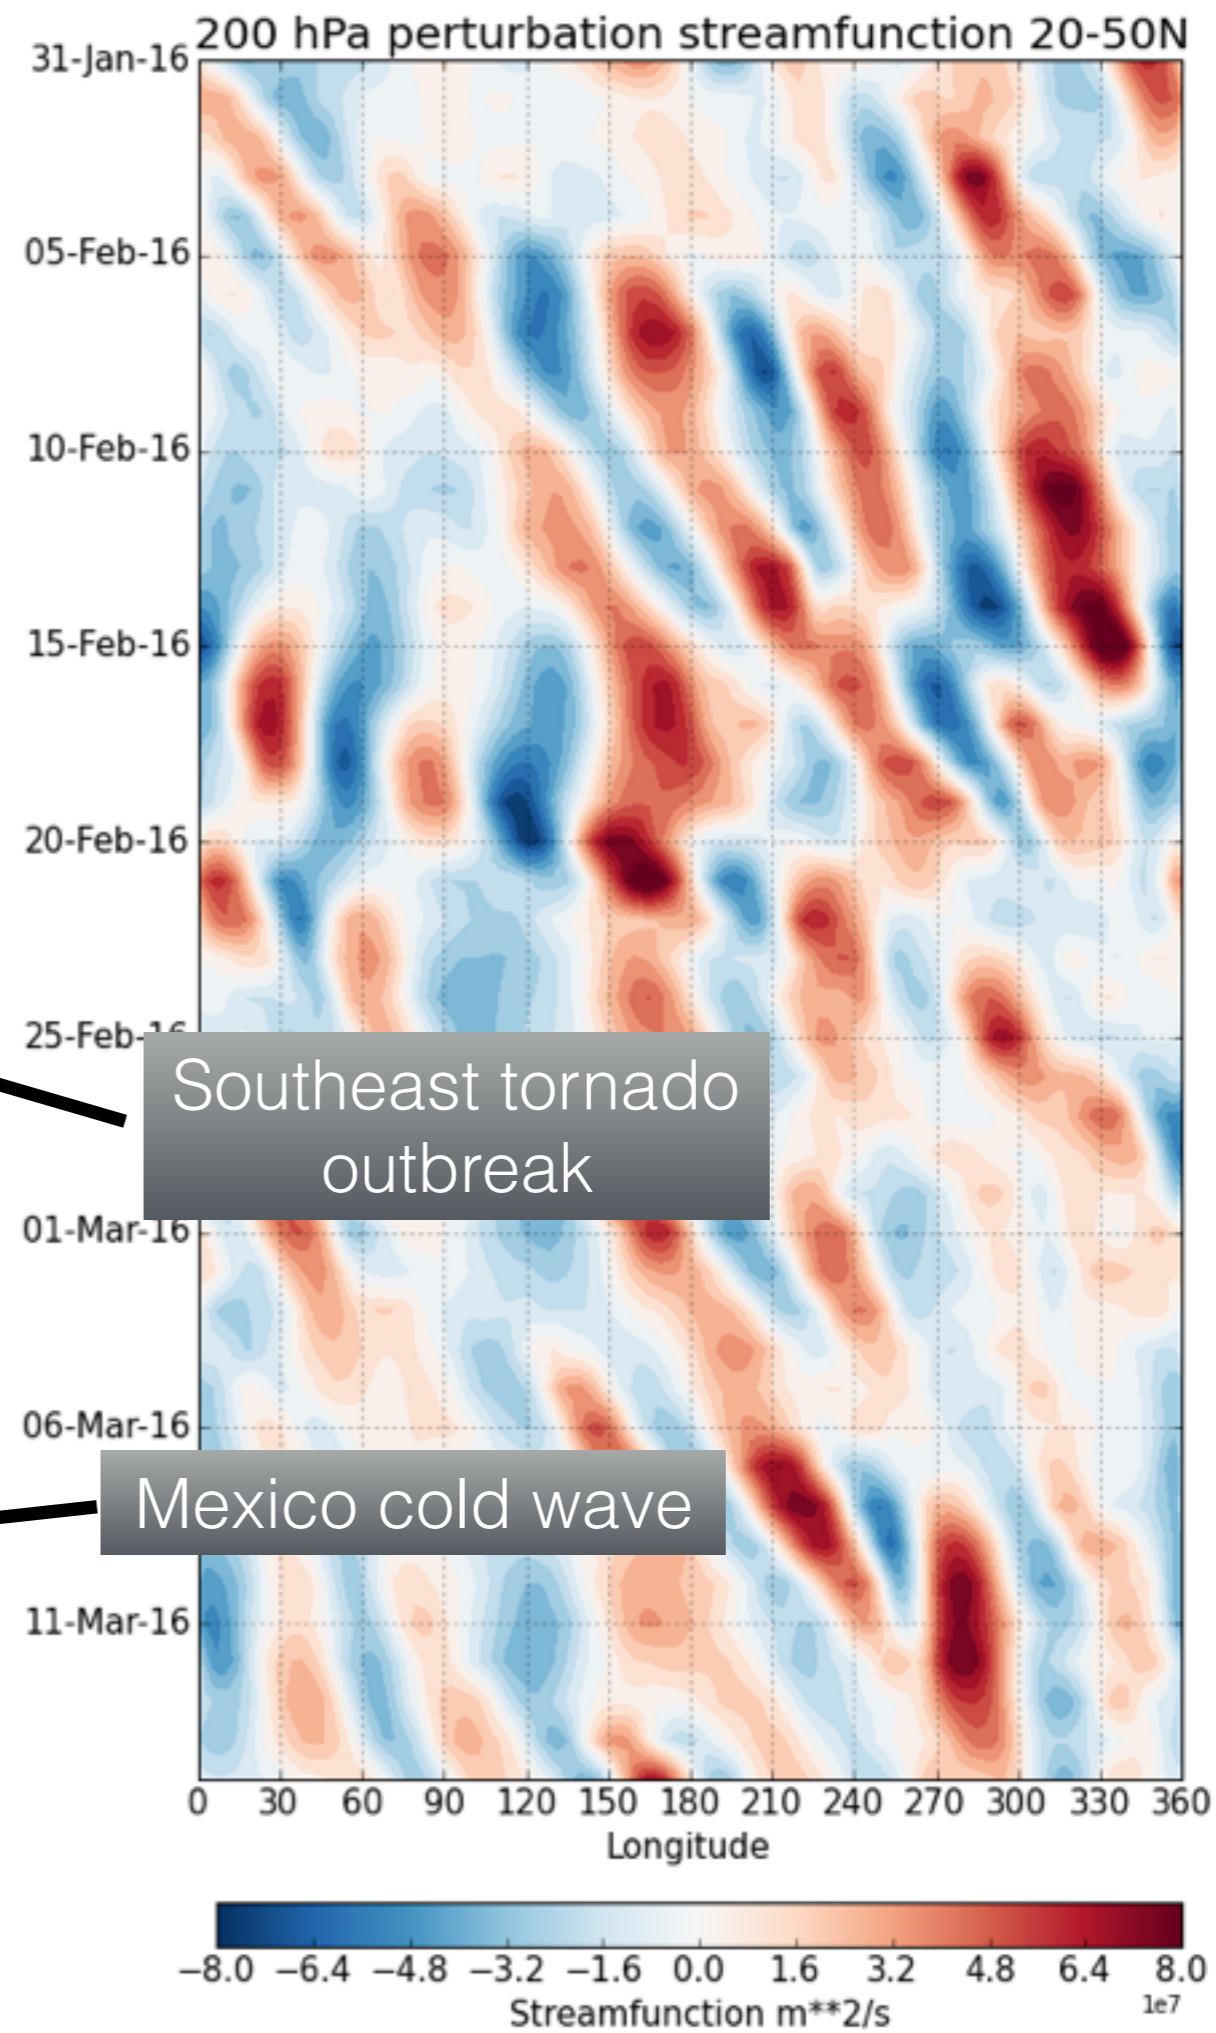 200 hPa perturbation streamfunction 20-50N
31-Jan-16
05-Feb-16
10-Feb-16
15-Feb-16
20-Feb-16
25-Feb-16
Southeast tornado
outbreak
01-Mar-16
06-Mar-16
Mexico cold wave
11-Mar-16
0 30 60 90 120 150 180 210 240 270 300 330 360
Longitude
−8.0 −6.4 −4.8 −3.2 −1.6 0.0 1.6 3.2 4.8 6.4 8.0
1e7
Streamfunction m**2/s